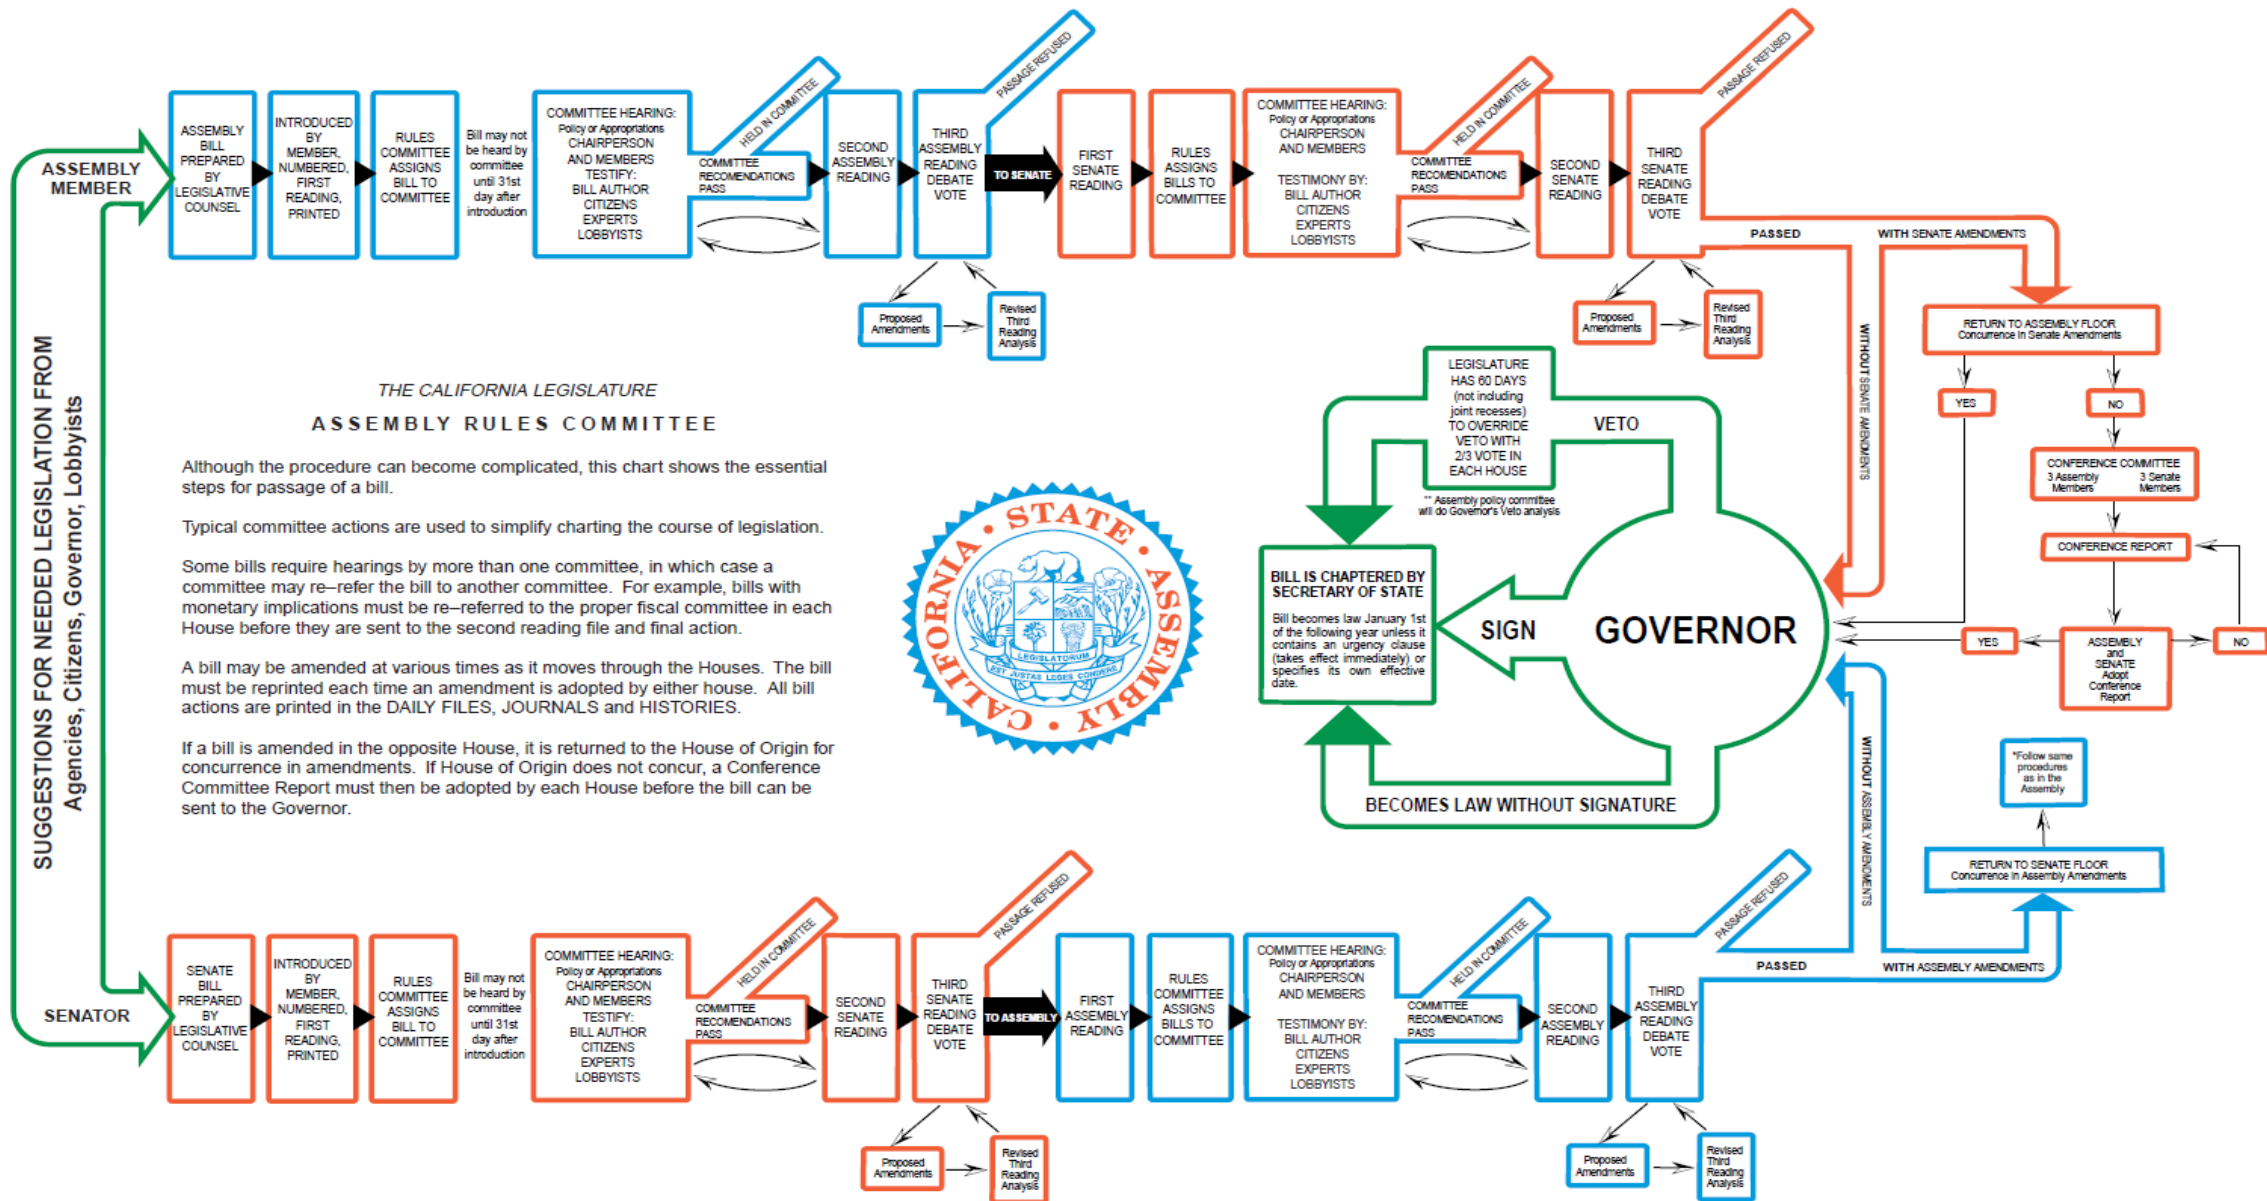 SUGGESTIONS FOR NEEDED LEGISLATION FROM
Agencies, Citizens, Governor, Lobbyists
ASSEMBLY
MEMBER
ASSEMBLY
BILL
PREPARED
BY
LEGISLATIVE
COUNSEL
INTRODUCED
BY
MEMBER,
NUMBERED,
FIRST
READING,
PRINTED
RULES
COMMITTEE
ASSIGNS
BILL TO
COMMITTEE
Bill may not
be heard by
committee
until 31st
day after
introduction
COMMITTEE HEARING:
Policy or Appropriations
CHAIRPERSON
AND MEMBERS
TESTIFY:
BILL AUTHOR
CITIZENS
EXPERTS
LOBBYISTS
HELD IN COMMITTEE
COMMITTEE
RECOMENDATIONS
PASS
SECOND
ASSEMBLY
READING
THIRD
ASSEMBLY
READING
DEBATE
VOTE
PASSAGE REFUSED
Proposed
Amendments
Revised
Third
Reading
Analysis
TO SENATE
FIRST
SENATE
READING
RULES
ASSIGNS
BILLS TO
COMMITTEE
COMMITTEE HEARING:
Policy or Appropriations
CHAIRPERSON
AND MEMBERS
TESTIMONY BY:
BILL AUTHOR
CITIZENS
EXPERTS
LOBBYISTS
HELD IN COMMITTEE
COMMITTEE
RECOMENDATIONS
PASS
SECOND
SENATE
READING
THIRD
SENATE
READING
DEBATE
VOTE
PASSAGE REFUSED
Proposed
Amendments
Revised
Third
Reading
Analysis
PASSED
WITH SENATE AMENDMENTS
WITHOUT SENATE AMENDMENTS
RETURN TO ASSEMBLY FLOOR
Concurrence in Senate Amendments
YES
NO
CONFERENCE COMMITTEE
3 Assembly 3 Senate
Members Members
CONFERENCE REPORT
ASSEMBLY
and
SENATE
Adopt
Conference
Report
YES
NO
THE CALIFORNIA LEGISLATURE
ASSEMBLY RULES COMMITTEE
Although the procedure can become complicated, this chart shows the essential
steps for passage of a bill.
Typical committee actions are used to simplify charting the course of legislation.
Some bills require hearings by more than one committee, in which case a
committee may re–refer the bill to another committee. For example, bills with
monetary implications must be re–referred to the proper fiscal committee in each
House before they are sent to the second reading file and final action.
A bill may be amended at various times as it moves through the Houses. The bill
must be reprinted each time an amendment is adopted by either house. All bill
actions are printed in the DAILY FILES, JOURNALS and HISTORIES.
If a bill is amended in the opposite House, it is returned to the House of Origin for
concurrence in amendments. If House of Origin does not concur, a Conference
Committee Report must then be adopted by each House before the bill can be
sent to the Governor.
CALIFORNIA • STATE • ASSEMBLY •
LEGISLATORUM
EST JUSTAS LEGES CONDERE
LEGISLATURE
HAS 60 DAYS
(not including
joint recesses)
TO OVERRIDE
VETO WITH
2/3 VOTE IN
EACH HOUSE
VETO
** Assembly policy committee
will do Governor's Veto analysis
BILL IS CHAPTERED BY
SECRETARY OF STATE
Bill becomes law January 1st
of the following year unless it
contains an urgency clause
(takes effect immediately) or
specifies its own effective
date.
SIGN
GOVERNOR
BECOMES LAW WITHOUT SIGNATURE
*Follow same
procedures
as in the
Assembly
RETURN TO SENATE FLOOR
Concurrence in Assembly Amendments
WITHOUT ASSEMBLY AMENDMENTS
SENATOR
SENATE
BILL
PREPARED
BY
LEGISLATIVE
COUNSEL
INTRODUCED
BY
MEMBER,
NUMBERED,
FIRST
READING,
PRINTED
RULES
COMMITTEE
ASSIGNS
BILL TO
COMMITTEE
Bill may not
be heard by
committee
until 31st
day after
introduction
COMMITTEE HEARING:
Policy or Appropriations
CHAIRPERSON
AND MEMBERS
TESTIFY:
BILL AUTHOR
CITIZENS
EXPERTS
LOBBYISTS
HELD IN COMMITTEE
COMMITTEE
RECOMENDATIONS
PASS
SECOND
SENATE
READING
THIRD
SENATE
READING
DEBATE
VOTE
PASSAGE REFUSED
Proposed
Amendments
Revised
Third
Reading
Analysis
TO ASSEMBLY
FIRST
ASSEMBLY
READING
RULES
COMMITTEE
ASSIGNS
BILLS TO
COMMITTEE
COMMITTEE HEARING:
Policy or Appropriations
CHAIRPERSON
AND MEMBERS
TESTIMONY BY:
BILL AUTHOR
CITIZENS
EXPERTS
LOBBYISTS
HELD IN COMMITTEE
COMMITTEE
RECOMENDATIONS
PASS
SECOND
ASSEMBLY
READING
THIRD
ASSEMBLY
READING
DEBATE
VOTE
PASSAGE REFUSED
Proposed
Amendments
Revised
Third
Reading
Analysis
PASSED
WITH ASSEMBLY AMENDMENTS